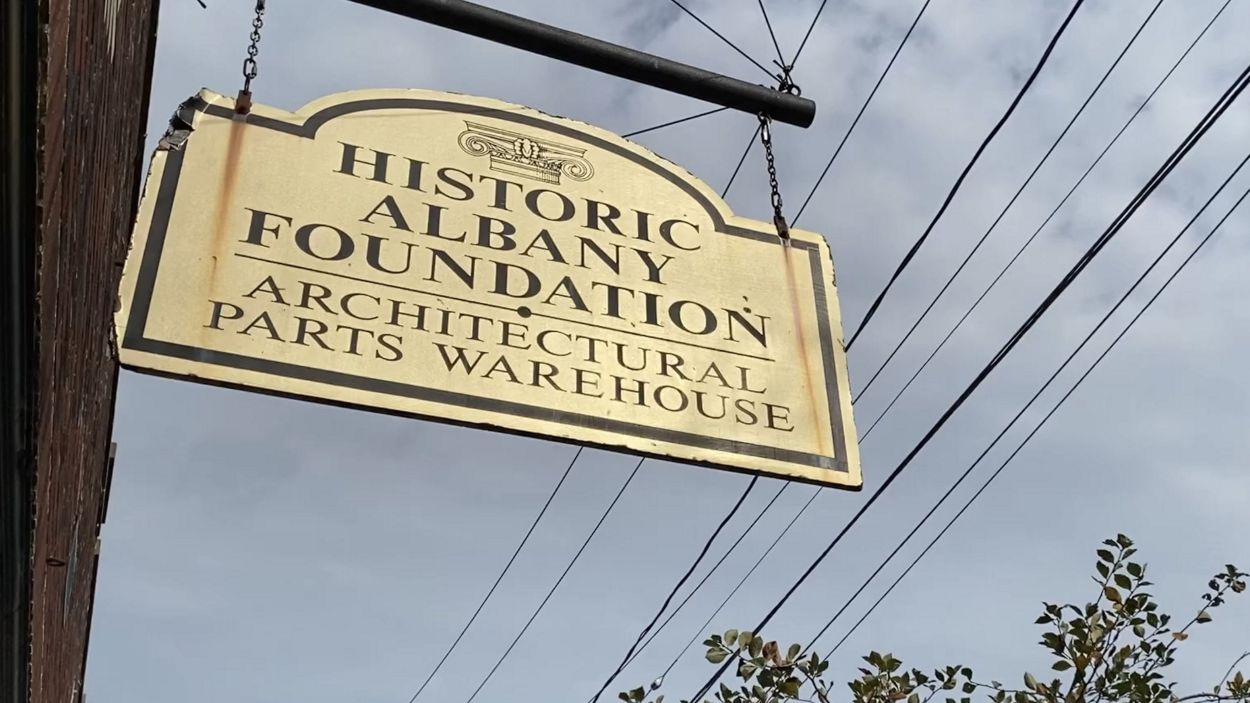 HISTORIC
ALBANY
FOUNDATION
ARCHITECTURAL
PARTS WAREHOUSE